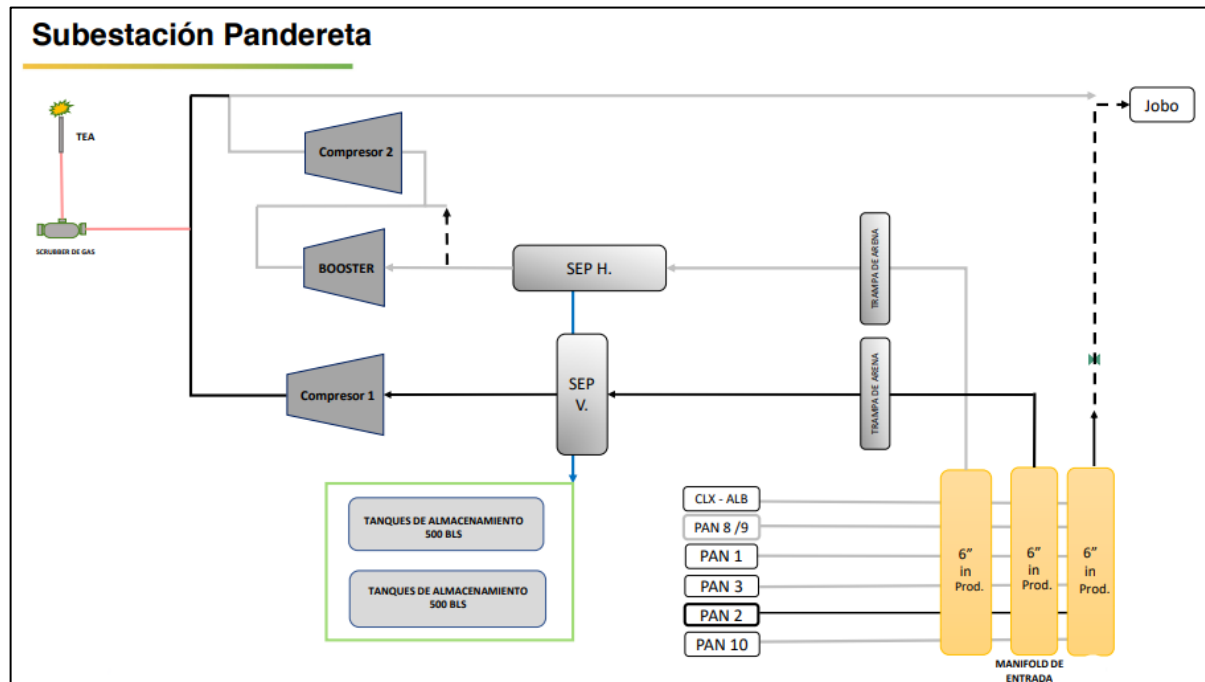 Subestación Pandereta
TEA
SCRUBBER DE GAS
Compresor 2
BOOSTER
Compresor 1
SEP H.
SEP
V.
TRAMPA DE ARENA
TRAMPA DE ARENA
Jobo
TANQUES DE ALMACENAMIENTO
500 BLS
TANQUES DE ALMACENAMIENTO
500 BLS
CLX - ALB
PAN 8 /9
PAN 1
PAN 3
PAN 2
PAN 10
6”
in
Prod.
6”
in
Prod.
6”
in
Prod.
MANIFOLD DE
ENTRADA